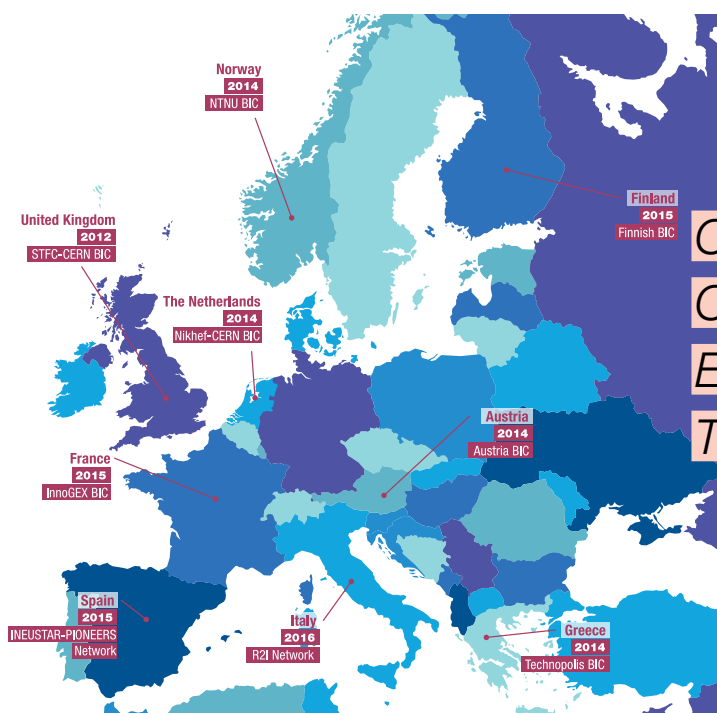 Norway
2014
NTNU BIC
Finland
2015
Finnish BIC
United Kingdom
2012
STFC-CERN BIC
The Netherlands
2014
Nikhef-CERN BIC
Austria
2014
Austria BIC
France
2015
InnoGEX BIC
Spain
2015
INEUSTAR-PIONEERS
Network
Italy
2016
R2I Network
Greece
2014
Technopolis BIC